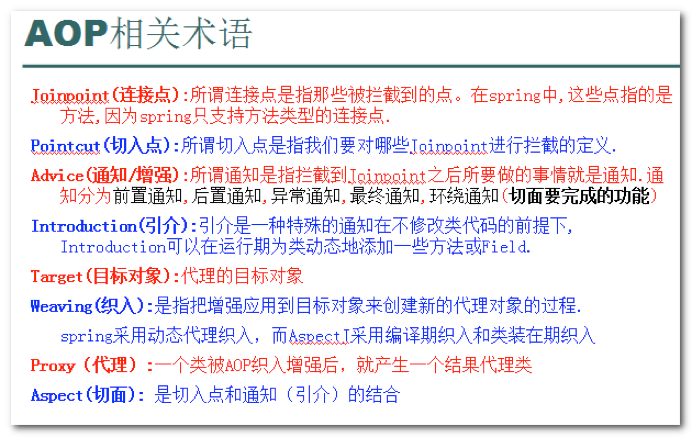 AOP相关术语
Joinpoint(连接点):所谓连接点是指那些被拦截到的点。在spring中,这些点指的是
方法,因为spring只支持方法类型的连接点.
Pointcut(切入点):所谓切入点是指我们要对哪些Joinpoint进行拦截的定义.
Advice(通知/增强):所谓通知是指拦截到Joinpoint之后所要做的事情就是通知.通
知分为前置通知,后置通知,异常通知,最终通知,环绕通知(切面要完成的功能)
Introduction(引介):引介是一种特殊的通知在不修改类代码的前提下,
Introduction可以在运行期为类动态地添加一些方法或Field.
Target(目标对象):代理的目标对象
Weaving(织入):是指把增强应用到目标对象来创建新的代理对象的过程.
spring采用动态代理织入，而AspectJ采用编译期织入和类装在期织入
Proxy（代理）:一个类被AOP织入增强后，就产生一个结果代理类
Aspect(切面): 是切入点和通知（引介）的结合